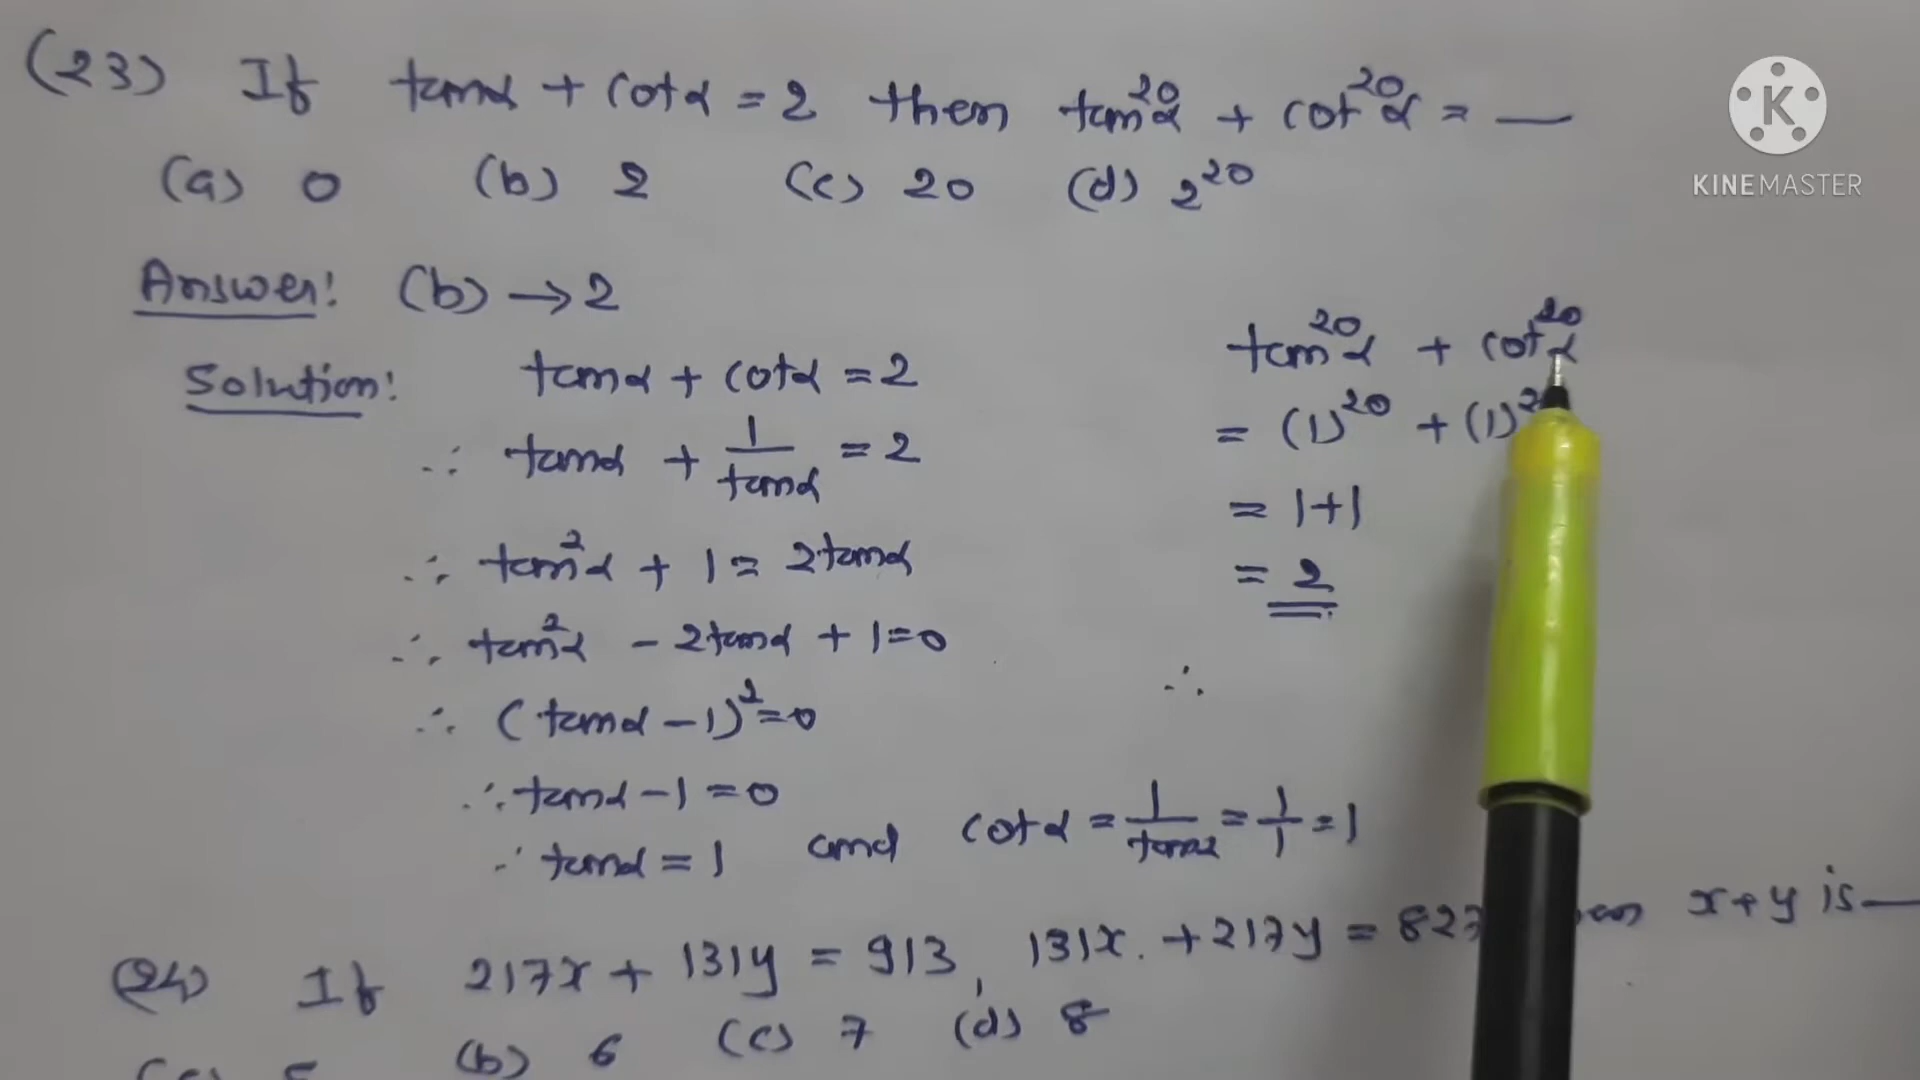 (23) If tanα + cotα = 2 then tan²⁰α + cot²⁰α = —
(a) 0 (b) 2 (c) 20 (d) 2²⁰
Answer: (b) → 2
Solution: tanα + cotα = 2
∴ tanα + 1/tanα = 2
∴ tan²α + 1 = 2tanα
∴ tan²α - 2tanα + 1 = 0
∴ (tanα - 1)² = 0
∴ tanα - 1 = 0
∴ tanα = 1 and cotα = 1/tanα = 1/1 = 1
tan²⁰α + cot²⁰α
= (1)²⁰ + (1)²
= 1+1
= 2
∴
(24) If 217x + 131y = 913, 131x + 217y = 827 x+y is —
(b) 6 (c) 7 (d) 8
K
KINEMASTER